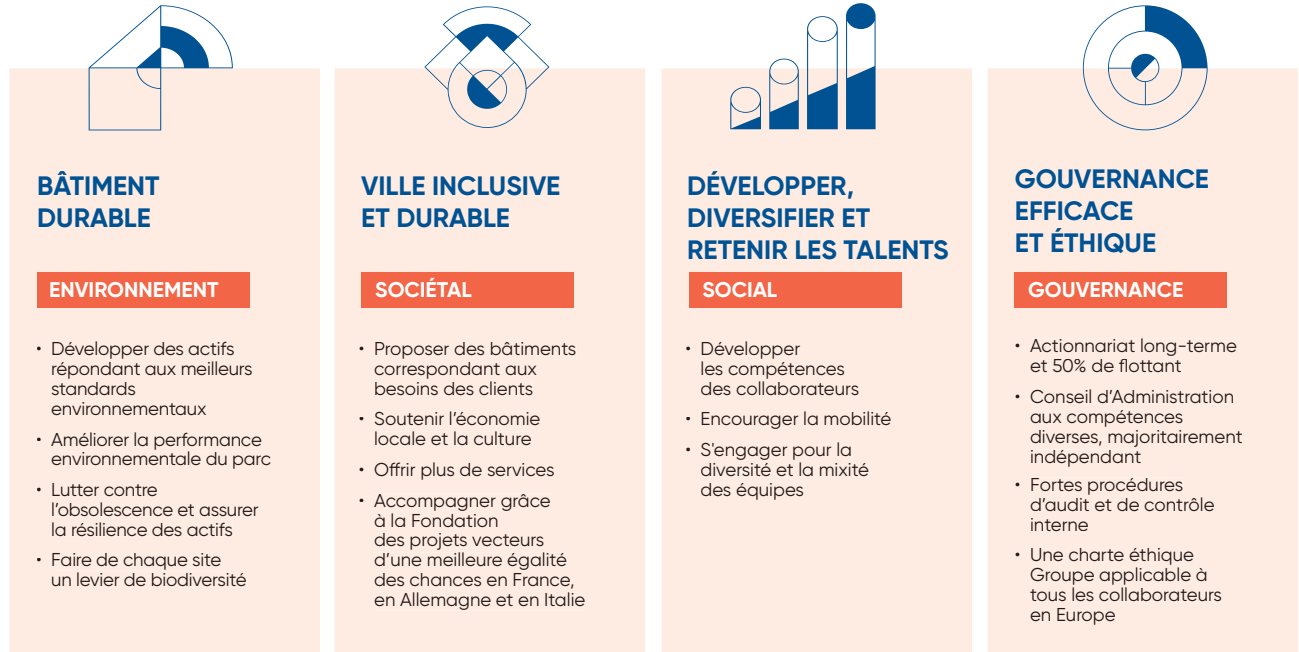 BÂTIMENT
DURABLE
ENVIRONNEMENT
• Développer des actifs
répondant aux meilleurs
standards
environnementaux
• Améliorer la performance
environnementale du parc
• Lutter contre
l'obsolescence et assurer
la résilience des actifs
• Faire de chaque site
un levier de biodiversité
VILLE INCLUSIVE
ET DURABLE
SOCIÉTAL
• Proposer des bâtiments
correspondant aux
besoins des clients
• Soutenir l'économie
locale et la culture
• Offrir plus de services
• Accompagner grâce
à la Fondation
des projets vecteurs
d'une meilleure égalité
des chances en France,
en Allemagne et en Italie
DÉVELOPPER,
DIVERSIFIER ET
RETENIR LES TALENTS
SOCIAL
• Développer
les compétences
des collaborateurs
• Encourager la mobilité
• S'engager pour la
diversité et la mixité
des équipes
GOUVERNANCE
EFFICACE
ET ÉTHIQUE
GOUVERNANCE
• Actionnariat long-terme
et 50% de flottant
• Conseil d'Administration
aux compétences
diverses, majoritairement
indépendant
• Fortes procédures
d'audit et de contrôle
interne
• Une charte éthique
Groupe applicable à
tous les collaborateurs
en Europe